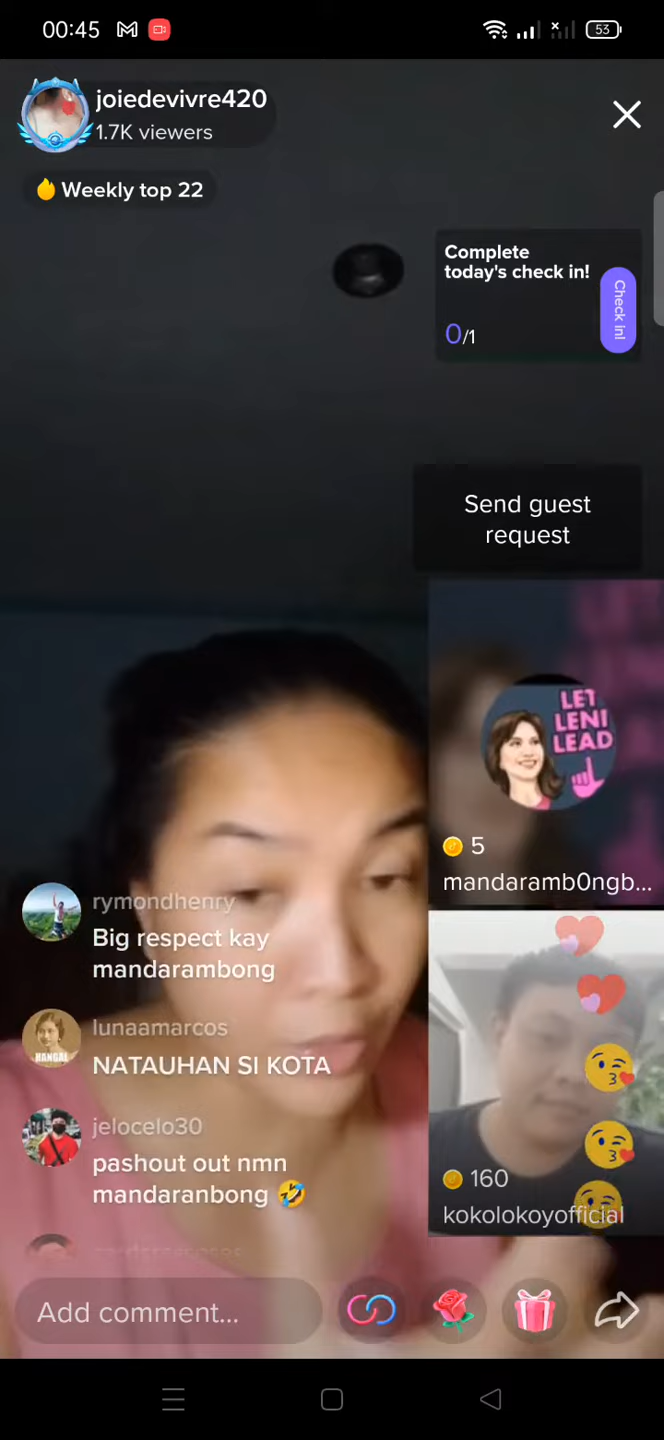 00:45
53
joiedevivre420
1.7K viewers
Weekly top 22
Complete
today's check in!
Check in!
0/1
Send guest
request
LET
LENI
LEAD
5
mandaramb0ngb...
rymondhenry
Big respect kay
mandarambong
lunaamarcos
HANGAL
NATAUHAN SI KOTA
jelocelo30
pashout out nmn
mandaranbong 🤣
160
kokolokoyofficial
Add comment...